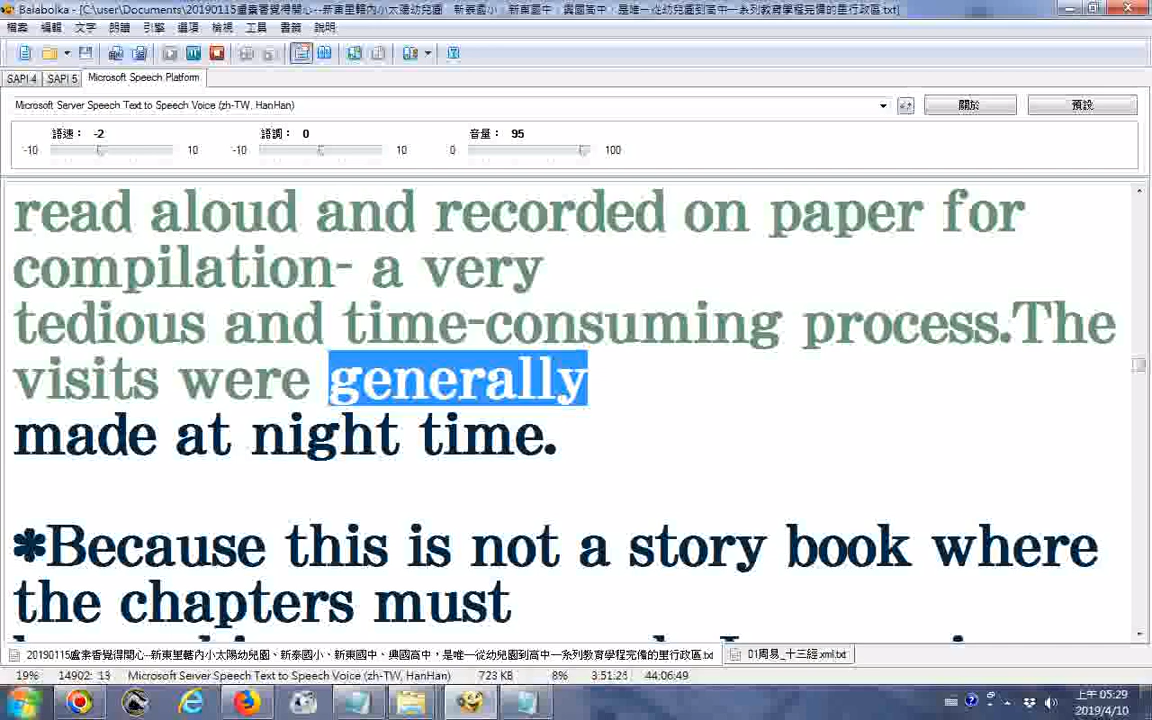 Balabolka - [C:\user\Documents\20190115盧紊香覺得開心--新東里轄內小太陽幼兒園、新泰國小、新東國中、興國高中，是唯一從幼兒園到高中一系列教育學程完備的里行政區.txt]
檔案 編輯 文字 朗讀 引擎 選項 檢視 工具 書籤 說明
SAPI 4 SAPI 5 Microsoft Speech Platform
Microsoft Server Speech Text to Speech Voice (zh-TW, HanHan) 關於 預設
語速： -2 語調： 0 音量： 95
-10 10 -10 10 0 100
read aloud and recorded on paper for
compilation- a very
tedious and time-consuming process.The
visits were generally
made at night time.
*Because this is not a story book where
the chapters must
20190115盧紊香覺得開心--新東里轄內小太陽幼兒園、新泰國小、新東國中、興國高中，是唯一從幼兒園到高中一系列教育學程完備的里行政區.txt 01周易_十三經.xml.txt
19% 14902: 13 Microsoft Server Speech Text to Speech Voice (zh-TW, HanHan) 723 KB 8% 3:51:26 44:06:49
上午 05:29
2019/4/10